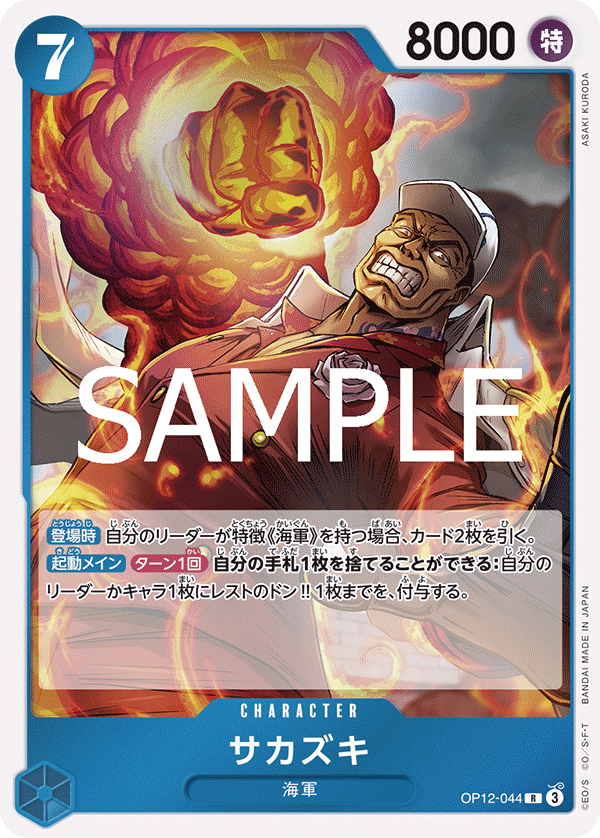 7
8000
特
ASAKI KURODA
SAMPLE
登場時 自分のリーダーが特徴《海軍》を持つ場合、カード2枚を引く。
起動メイン ターン1回 自分の手札1枚を捨てることができる：自分の
リーダーかキャラ1枚にレストのドン!!1枚までを、付与する。
CHARACTER
サカズキ
海軍
OP12-044 R 3
©E.O/S ©O/S・F・T BANDAI MADE IN JAPAN